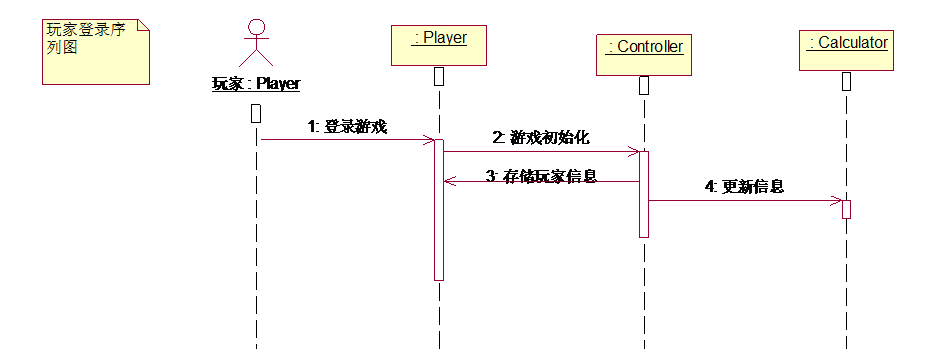 玩家登录序
列图
玩家 : Player
: Player
: Controller
: Calculator
1: 登录游戏
2: 游戏初始化
3: 存储玩家信息
4: 更新信息